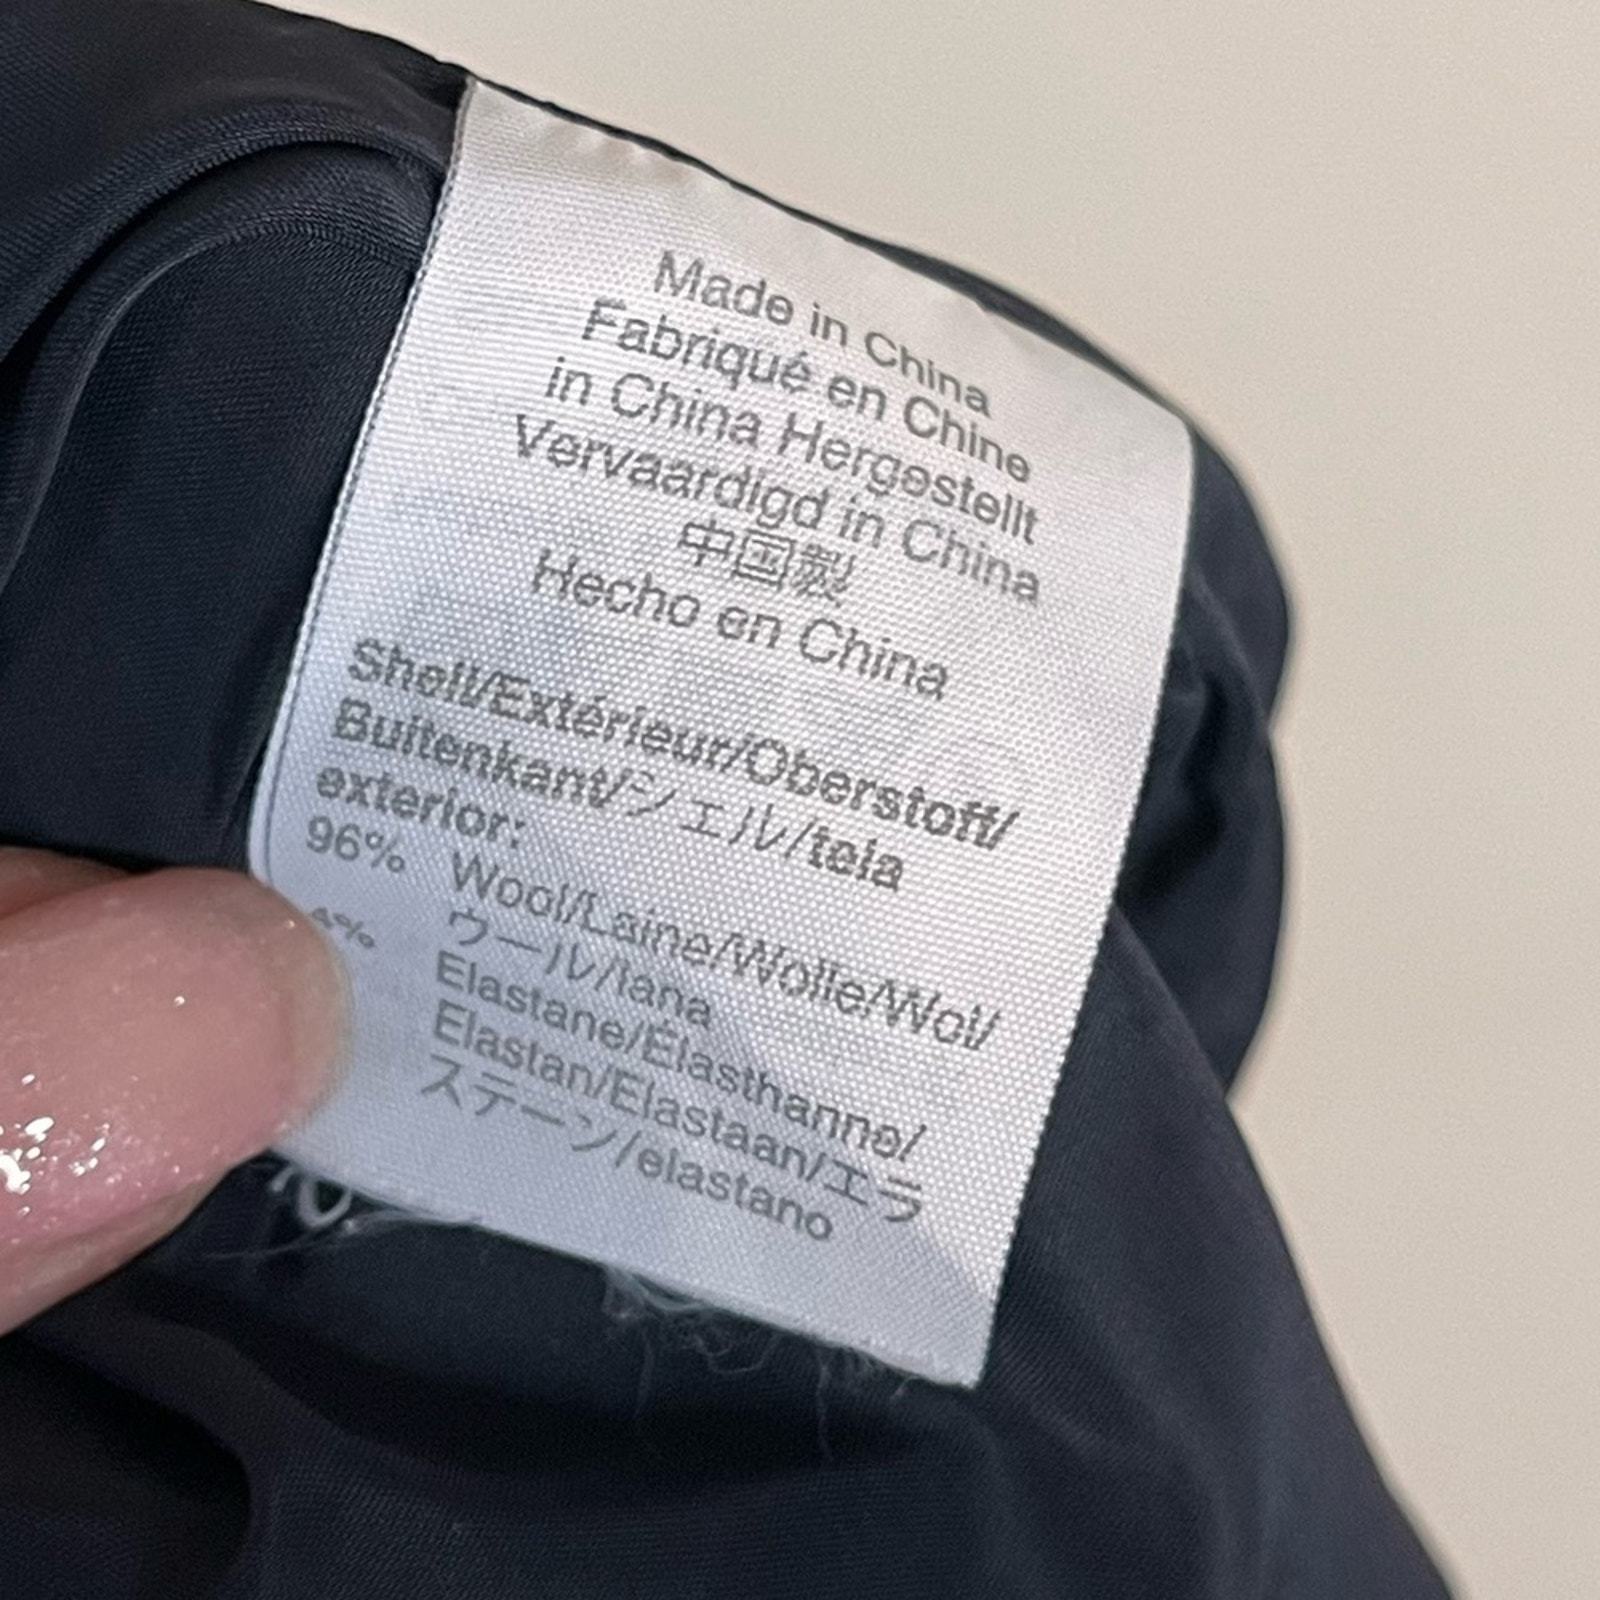 Made in China
Fabriqué en Chine
in China Hergestellt
Vervaardigd in China
中国製
Hecho en China
Shell/Extérieur/Oberstoff/
Buitenkant/シェル/tela
exterior:
96% Wool/Laine/Wolle/Wol/
ウール/lana
4% Elastane/Élasthanne/
Elastan/Elastaan/エラ
ステーン/elastano